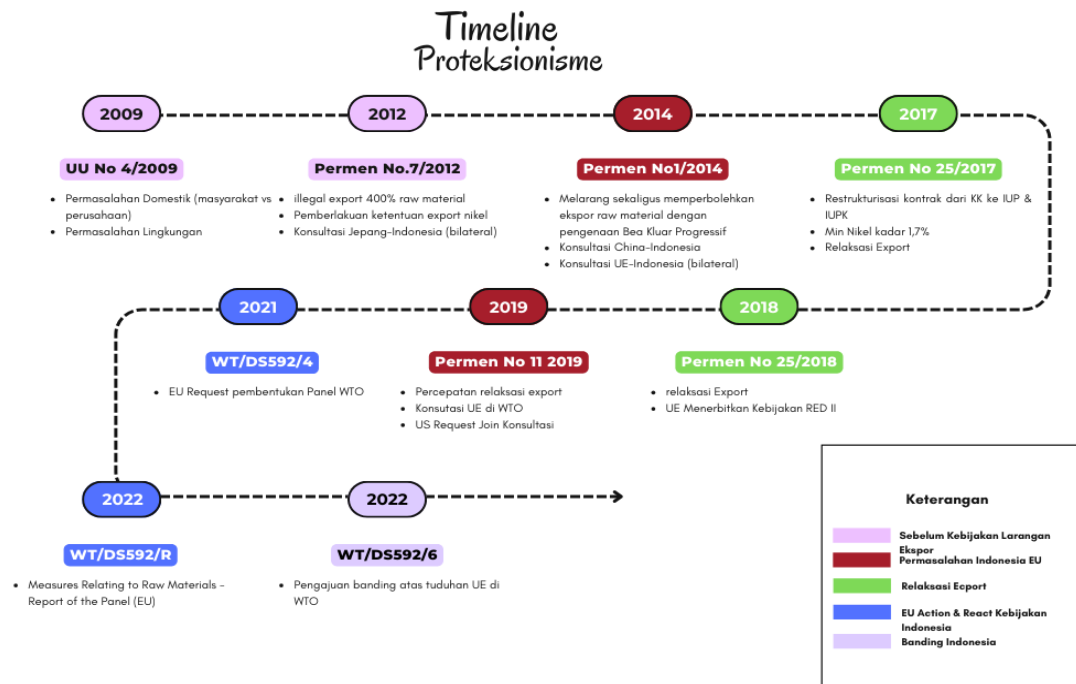 Timeline
Proteksionisme
2009
2012
2014
2017
UU No 4/2009
• Permasalahan Domestik (masyarakat vs
perusahaan)
• Permasalahan Lingkungan
Permen No.7/2012
• illegal export 400% raw material
• Pemberlakuan ketentuan export nikel
• Konsultasi Jepang-Indonesia (bilateral)
Permen No1/2014
• Melarang sekaligus memperbolehkan
ekspor raw material dengan
pengenaan Bea Kluar Progressif
• Konsultasi China-Indonesia
• Konsultasi UE-Indonesia (bilateral)
Permen No 25/2017
• Restrukturisasi kontrak dari KK ke IUP &
IUPK
• Min Nikel kadar 1,7%
• Relaksasi Export
2021
2019
2018
WT/DS592/4
• EU Request pembentukan Panel WTO
Permen No 11 2019
• Percepatan relaksasi export
• Konsutasi UE di WTO
• US Request Join Konsultasi
Permen No 25/2018
• relaksasi Export
• UE Menerbitkan Kebijakan RED II
2022
2022
WT/DS592/R
• Measures Relating to Raw Materials -
Report of the Panel (EU)
WT/DS592/6
• Pengajuan banding atas tuduhan UE di
WTO
Keterangan
Sebelum Kebijakan Larangan
Ekspor
Permasalahan Indonesia EU
Relaksasi Ecport
EU Action & React Kebijakan
Indonesia
Banding Indonesia